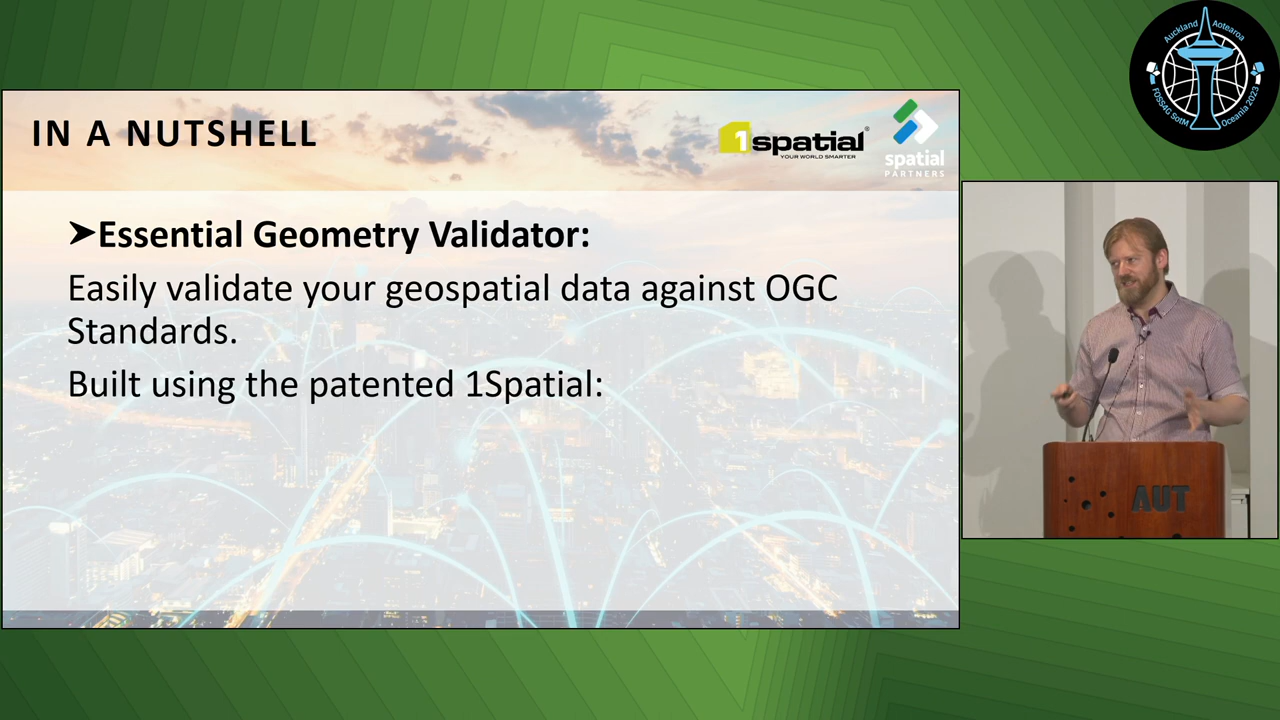 IN A NUTSHELL
1spatial®
YOUR WORLD SMARTER
spatial
PARTNERS
➤Essential Geometry Validator:
Easily validate your geospatial data against OGC
Standards.
Built using the patented 1Spatial:
Auckland Aotearoa
FOSS4G SotM Oceania 2023
AUT